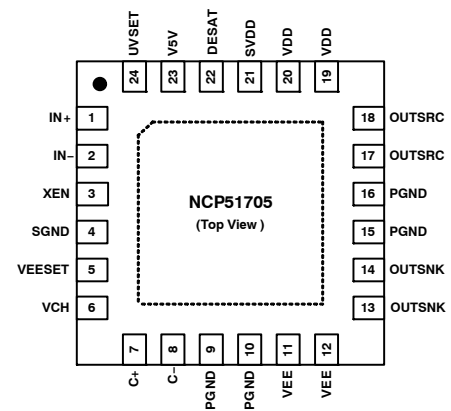 UVSET V5V DESAT SVDD VDD VDD
24 23 22 21 20 19
IN+ 1 18 OUTSRC
IN− 2 17 OUTSRC
XEN 3 16 PGND
SGND 4 15 PGND
VEESET 5 14 OUTSNK
VCH 6 13 OUTSNK
NCP51705
(Top View )
7 8 9 10 11 12
C+ C− PGND PGND VEE VEE